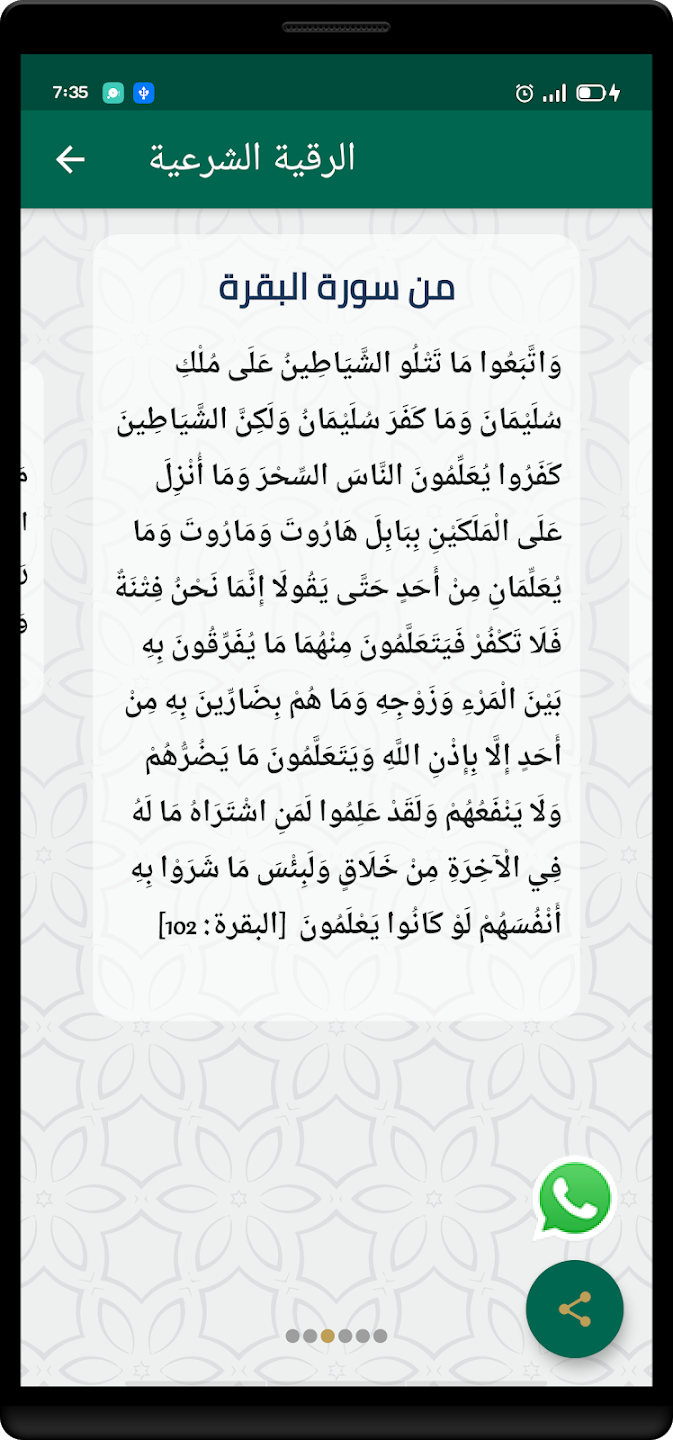 7:35
الرقية الشرعية
من سورة البقرة
وَاتَّبَعُوا مَا تَتْلُو الشَّيَاطِينُ عَلَى مُلْكِ
سُلَيْمَانَ وَمَا كَفَرَ سُلَيْمَانُ وَلَكِنَّ الشَّيَاطِينَ
كَفَرُوا يُعَلِّمُونَ النَّاسَ السِّحْرَ وَمَا أُنْزِلَ
عَلَى الْمَلَكَيْنِ بِبَابِلَ هَارُوتَ وَمَارُوتَ وَمَا
يُعَلِّمَانِ مِنْ أَحَدٍ حَتَّى يَقُولَا إِنَّمَا نَحْنُ فِتْنَةٌ
فَلَا تَكْفُرْ فَيَتَعَلَّمُونَ مِنْهُمَا مَا يُفَرِّقُونَ بِهِ
بَيْنَ الْمَرْءِ وَزَوْجِهِ وَمَا هُمْ بِضَارِّينَ بِهِ مِنْ
أَحَدٍ إِلَّا بِإِذْنِ اللَّهِ وَيَتَعَلَّمُونَ مَا يَضُرُّهُمْ
وَلَا يَنْفَعُهُمْ وَلَقَدْ عَلِمُوا لَمَنِ اشْتَرَاهُ مَا لَهُ
فِي الْآخِرَةِ مِنْ خَلَاقٍ وَلَبِئْسَ مَا شَرَوْا بِهِ
أَنْفُسَهُمْ لَوْ كَانُوا يَعْلَمُونَ [البقرة: 102]